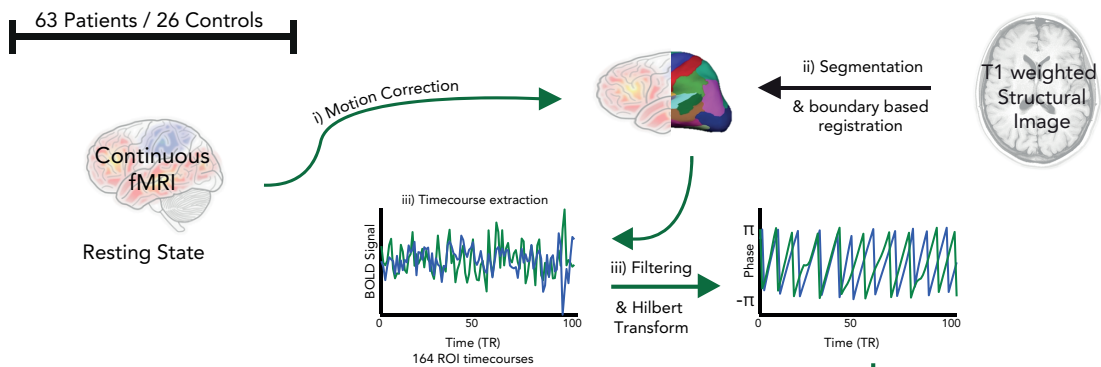 63 Patients / 26 Controls
i) Motion Correction
ii) Segmentation
& boundary based
registration
T1 weighted
Structural
Image
Continuous
fMRI
Resting State
iii) Timecourse extraction
BOLD Signal
0
50
100
Time (TR)
164 ROI timecourses
iii) Filtering
& Hilbert
Transform
π
Phase
-π
0
50
100
Time (TR)